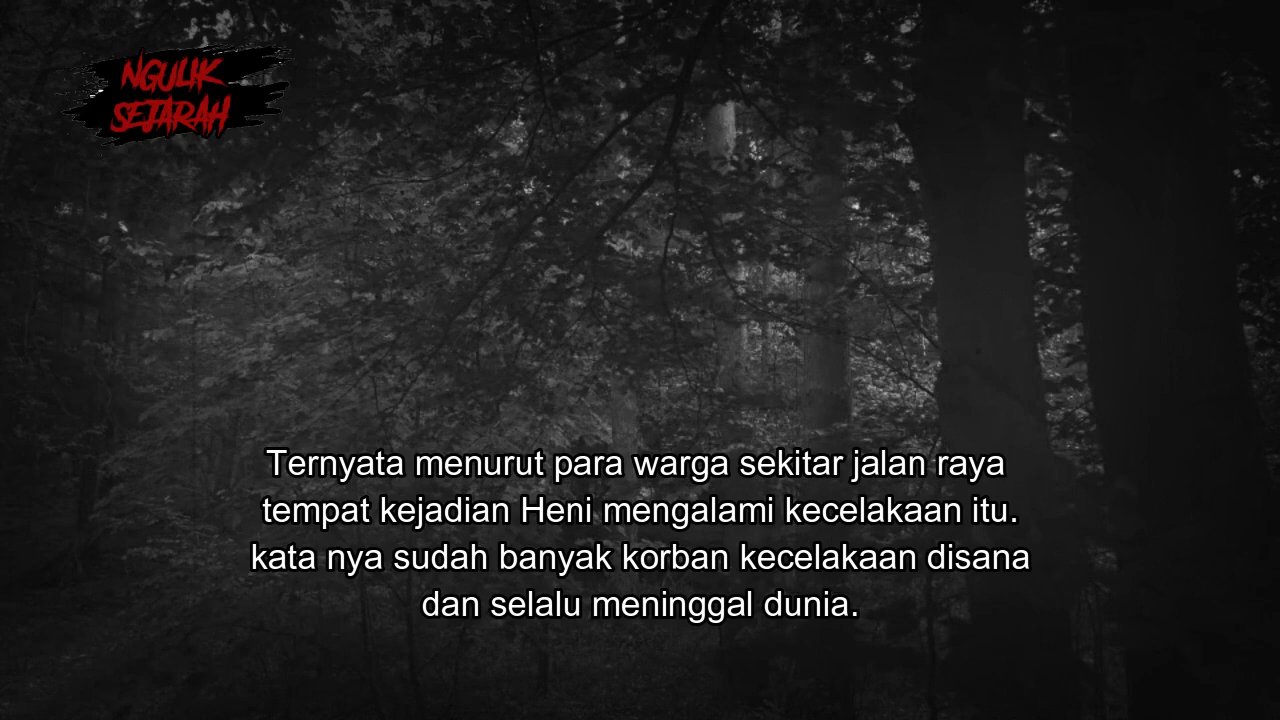 NGULIK
SEJARAH
Ternyata menurut para warga sekitar jalan raya
tempat kejadian Heni mengalami kecelakaan itu.
kata nya sudah banyak korban kecelakaan disana
dan selalu meninggal dunia.